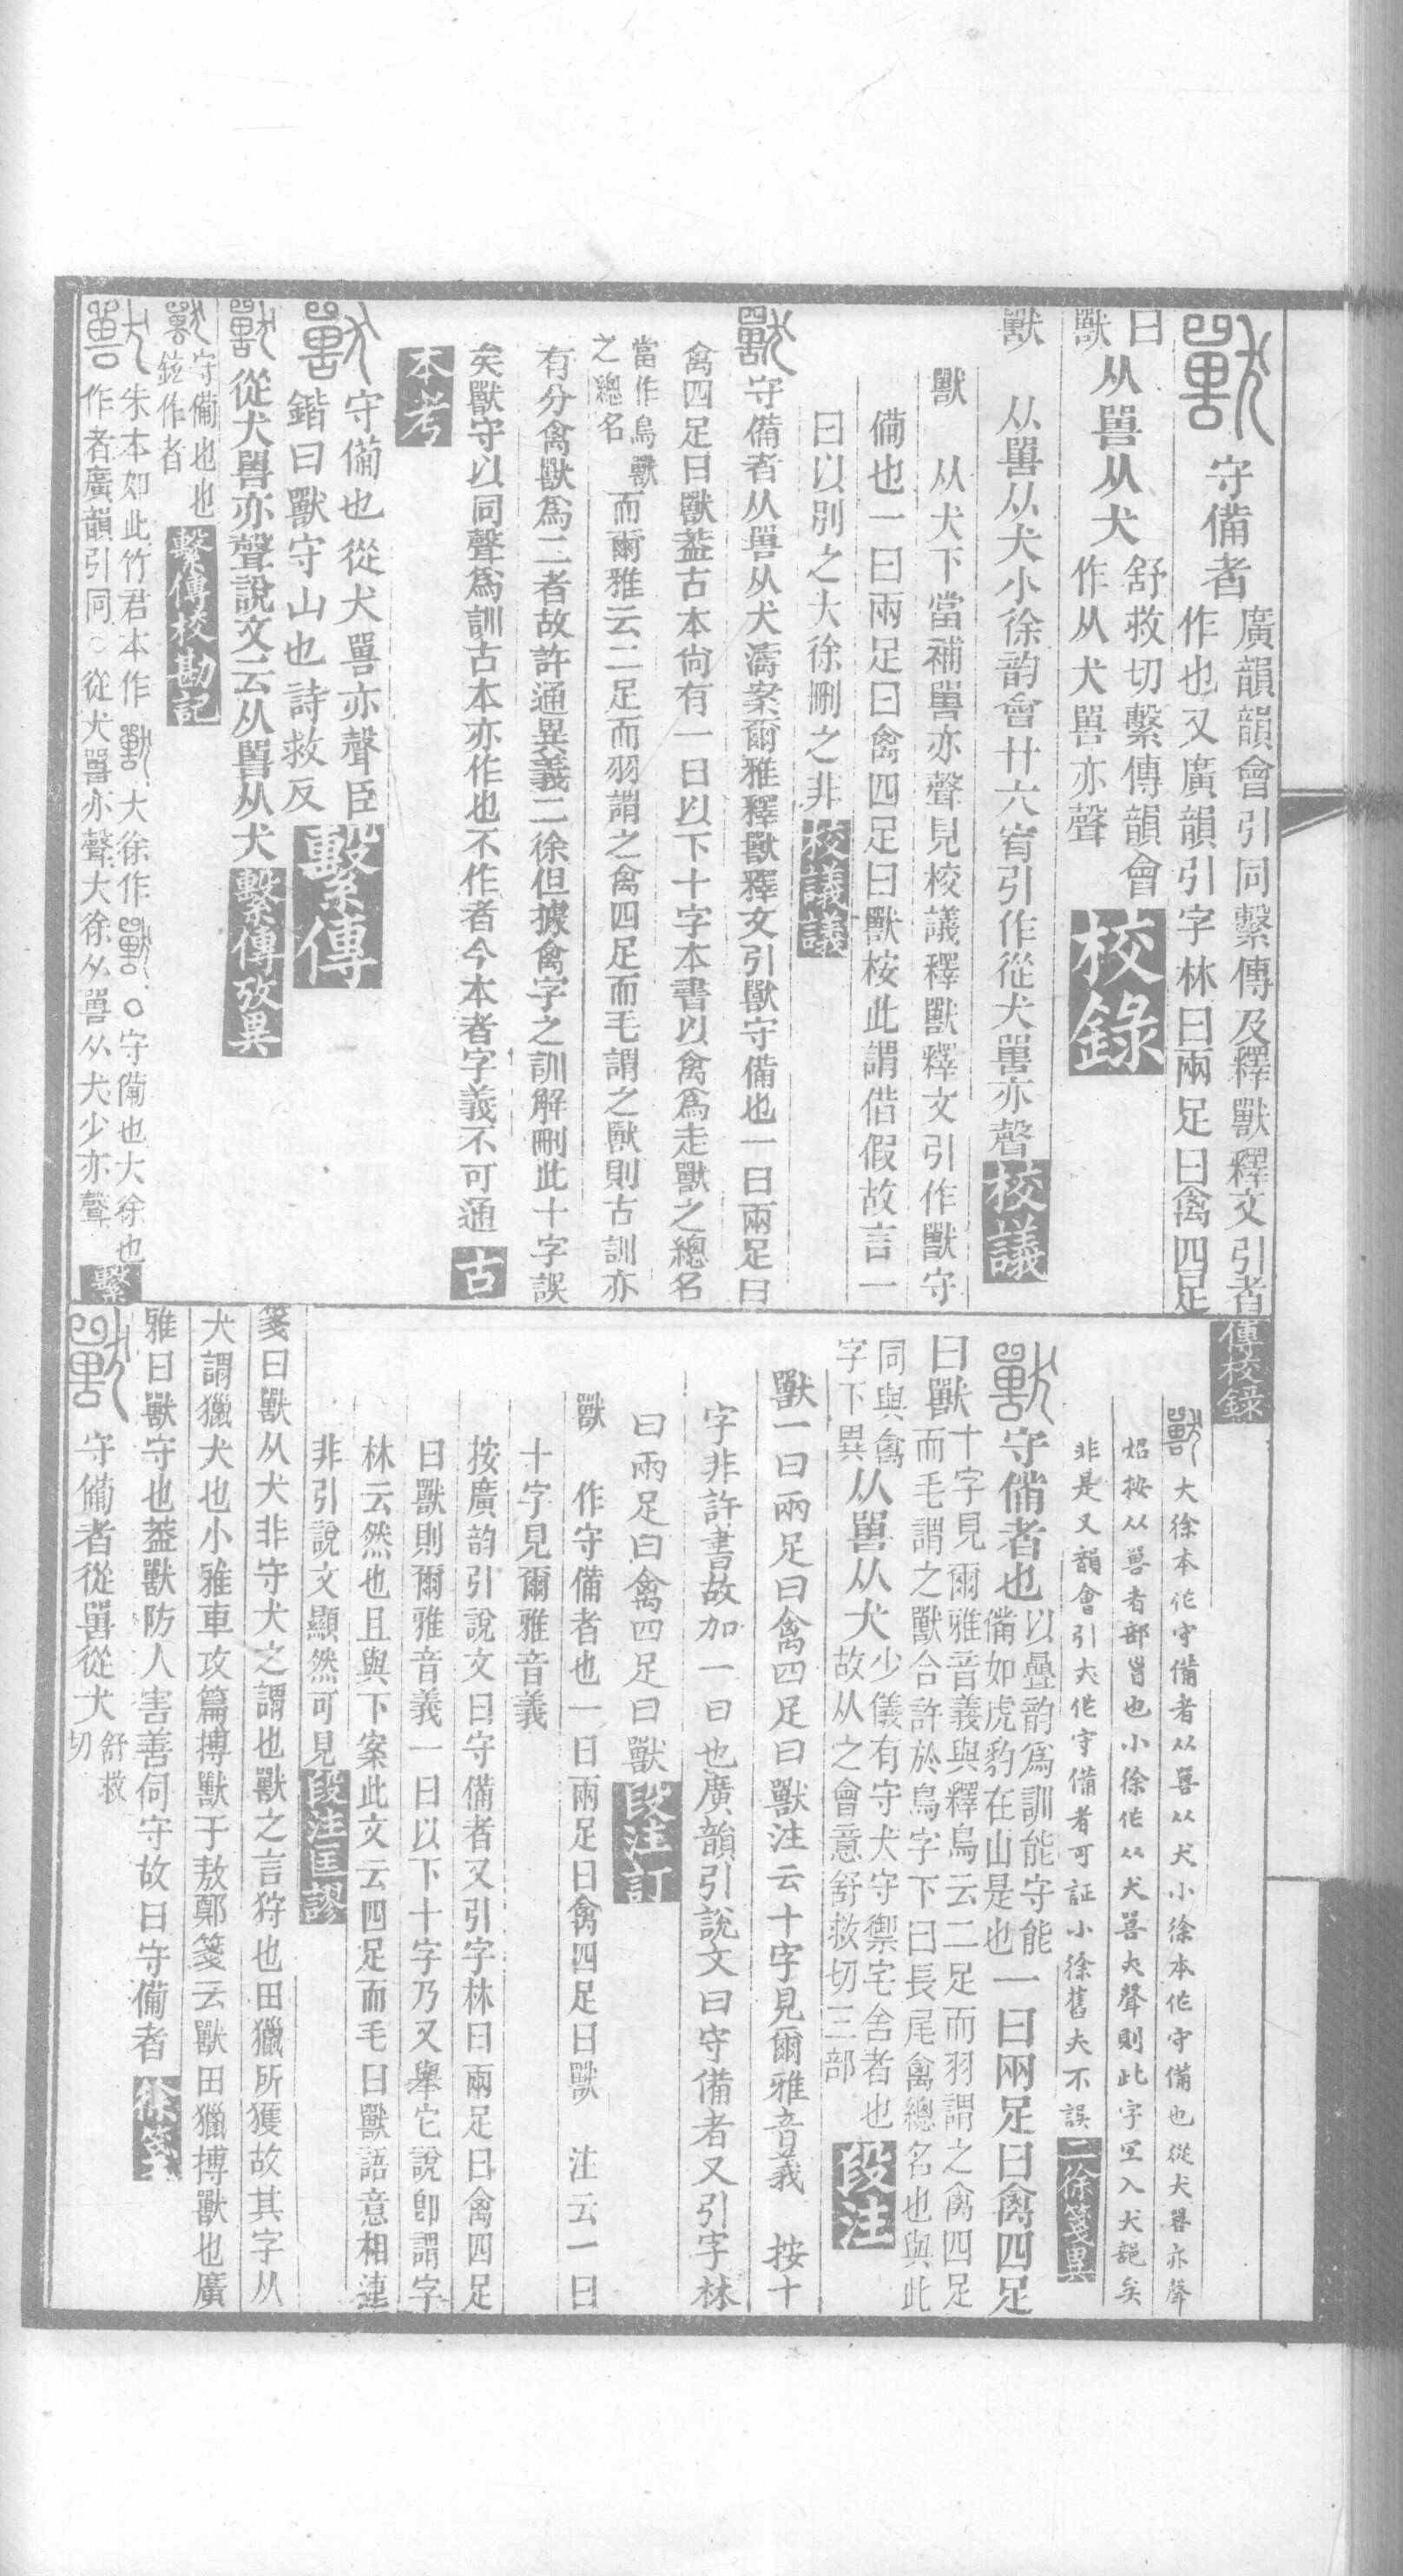 獸守備者廣韻韻會引同繫傳及釋獸釋文引者
作也又廣韻引字林曰兩足曰禽四足
曰獸从嘼从犬舒救切繫傳韻會
作从犬嘼亦聲校錄
獸 从嘼从犬小徐韵會廿六宥引作從犬嘼亦聲校議
獸 从犬下當補嘼亦聲見校議釋獸釋文引作獸守
備也一曰兩足曰禽四足曰獸桉此謂借假故言一
曰以別之大徐刪之非校議議
獸守備者从嘼从犬濤案爾雅釋獸釋文引獸守備也一曰兩足曰
禽四足曰獸葢古本尙有一曰以下十字本書以禽爲走獸之總名
當作鳥獸
之總名
而爾雅云二足而羽謂之禽四足而毛謂之獸則古訓亦
有分禽獸爲二者故許通異義二徐但據禽字之訓解刪此十字誤
矣獸守以同聲爲訓古本亦作也不作者今本者字義不可通古
本考
獸守備也從犬嘼亦聲臣
鍇曰獸守山也詩救反繫傳
獸從犬嘼亦聲說文云从嘼从犬繫傳攷異
獸守備也也
鉉作者繫傳校勘記
獸朱本如此竹君本作獸大徐作獸○守備也大徐也
作者廣韻引同○從犬嘼亦聲大徐从嘼从犬少亦聲繫
傳校錄
獸大徐本作守備者从嘼从犬小徐本作守備也從犬嘼亦聲
炤按从嘼者部首也小徐作从犬嘼亦聲則此字宜入犬部矣
非是又韻會引亦作守備者可証小徐舊亦不誤二徐箋異
獸守備者也以疊韵爲訓能守能
備如虎豹在山是也一曰兩足曰禽四足
曰獸十字見爾雅音義與釋鳥云二足而羽謂之禽四足
而毛謂之獸合許於鳥字下曰長尾禽總名也與此
同與禽
字下異从嘼从犬少儀有守犬守禦宅舍者也
故从之會意舒救切三部段注
獸一曰兩足曰禽四足曰獸注云十字見爾雅音義 按十
字非許書故加一曰也廣韻引說文曰守備者又引字林
曰兩足曰禽四足曰獸段注訂
獸 作守備者也一曰兩足曰禽四足曰獸 注云一曰
十字見爾雅音義
按廣韵引說文曰守備者又引字林曰兩足曰禽四足
曰獸則爾雅音義一曰以下十字乃又舉它說卽謂字
林云然也且與下案此文云四足而毛曰獸語意相連
非引說文顯然可見段注匡謬
箋曰獸从犬非守犬之謂也獸之言狩也田獵所獲故其字从
犬謂獵犬也小雅車攻篇搏獸于敖鄭箋云獸田獵搏獸也廣
雅曰獸守也葢獸防人害善伺守故曰守備者徐箋
獸 守備者從嘼從犬舒救
切